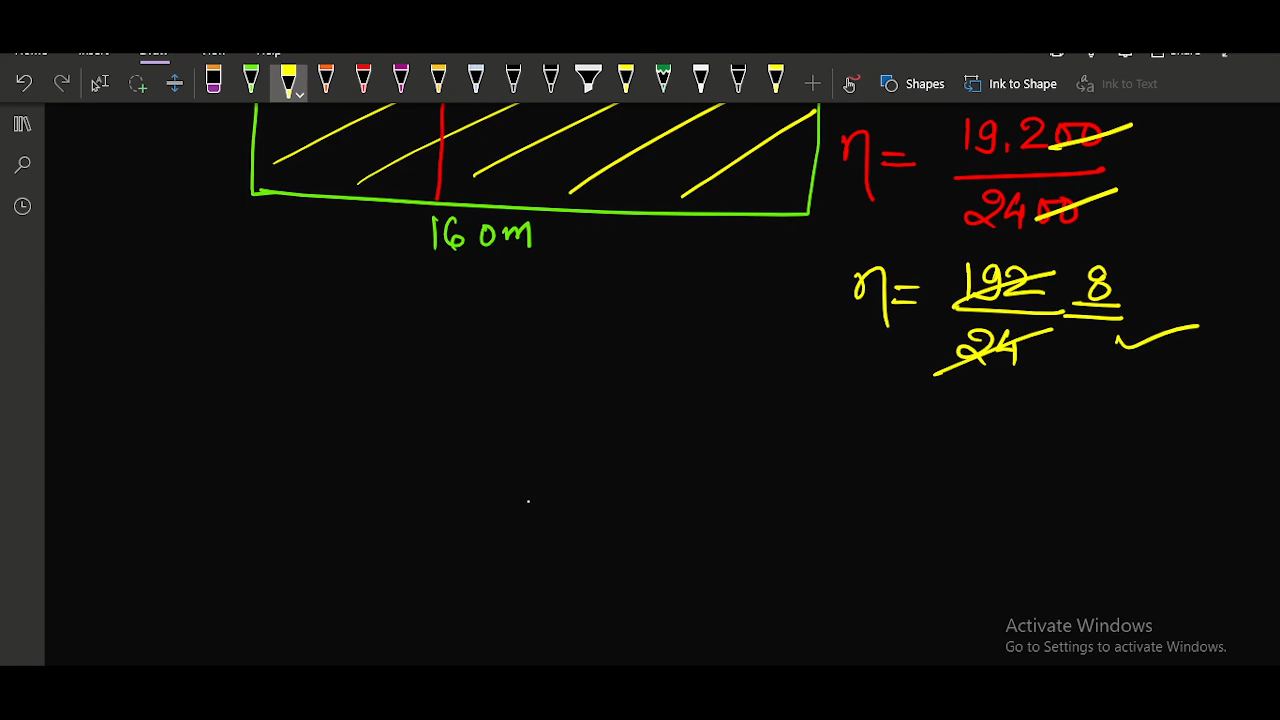 Share
Shapes
Ink to Shape
Ink to Text
η = 19,200
2400
160m
η = 192 8
24
Activate Windows
Go to Settings to activate Windows.